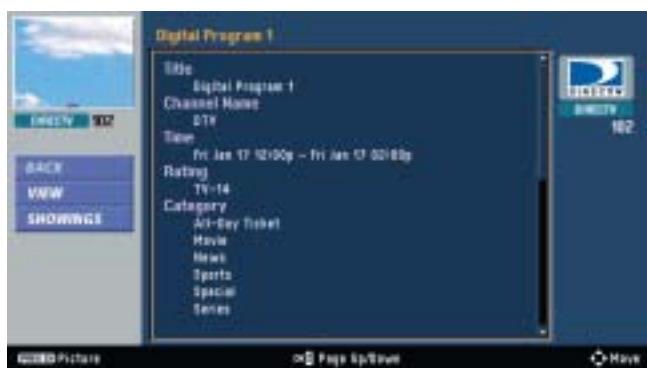 Digital Program 1
DIRECTV 102
BACK
VIEW
SHOWINGS
Title
Digital Program 1
Channel Name
DTV
Time
Fri Jan 17 12:00p - Fri Jan 17 02:00p
Rating
TV-14
Category
All-Day Ticket
Movie
News
Sports
Special
Series
DIRECTV
DIRECTV
102
Picture
Page Up/Down
Move